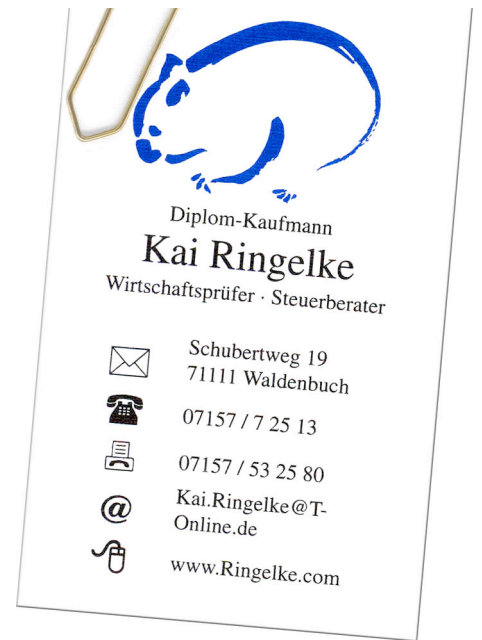 Diplom-Kaufmann
Kai Ringelke
Wirtschaftsprüfer · Steuerberater
Schubertweg 19
71111 Waldenbuch
07157 / 7 25 13
07157 / 53 25 80
Kai.Ringelke@T-
Online.de
www.Ringelke.com